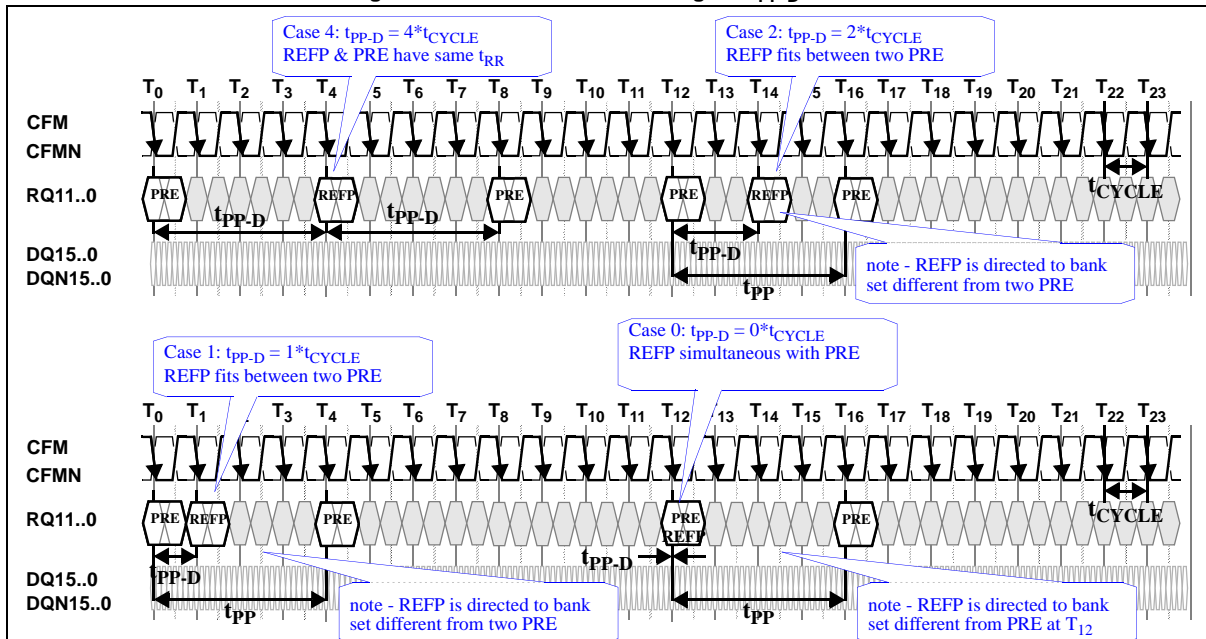 Case 4: tPP-D = 4*tCYCLE
REFP & PRE have same tRR
Case 2: tPP-D = 2*tCYCLE
REFP fits between two PRE
T0 T1 T2 T3 T4 T5 T6 T7 T8 T9 T10 T11 T12 T13 T14 5 T16 T17 T18 T19 T20 T21 T22 T23
CFM
CFMN
RQ11..0 PRE REFP PRE PRE REFP PRE tCYCLE
tPP-D tPP-D tPP-D
DQ15..0
DQN15..0
tPP
note - REFP is directed to bank
set different from two PRE
Case 1: tPP-D = 1*tCYCLE
REFP fits between two PRE
Case 0: tPP-D = 0*tCYCLE
REFP simultaneous with PRE
T0 T1 T3 T4 T5 T6 T7 T8 T9 T10 T11 T12 T13 T14 T15 T16 T17 T18 T19 T20 T21 T22 T23
CFM
CFMN
RQ11..0 PRE REFP PRE PRE REFP PRE tCYCLE
tPP-D tPP-D
DQ15..0
DQN15..0
tPP tPP
note - REFP is directed to bank
set different from two PRE
note - REFP is directed to bank
set different from PRE at T12